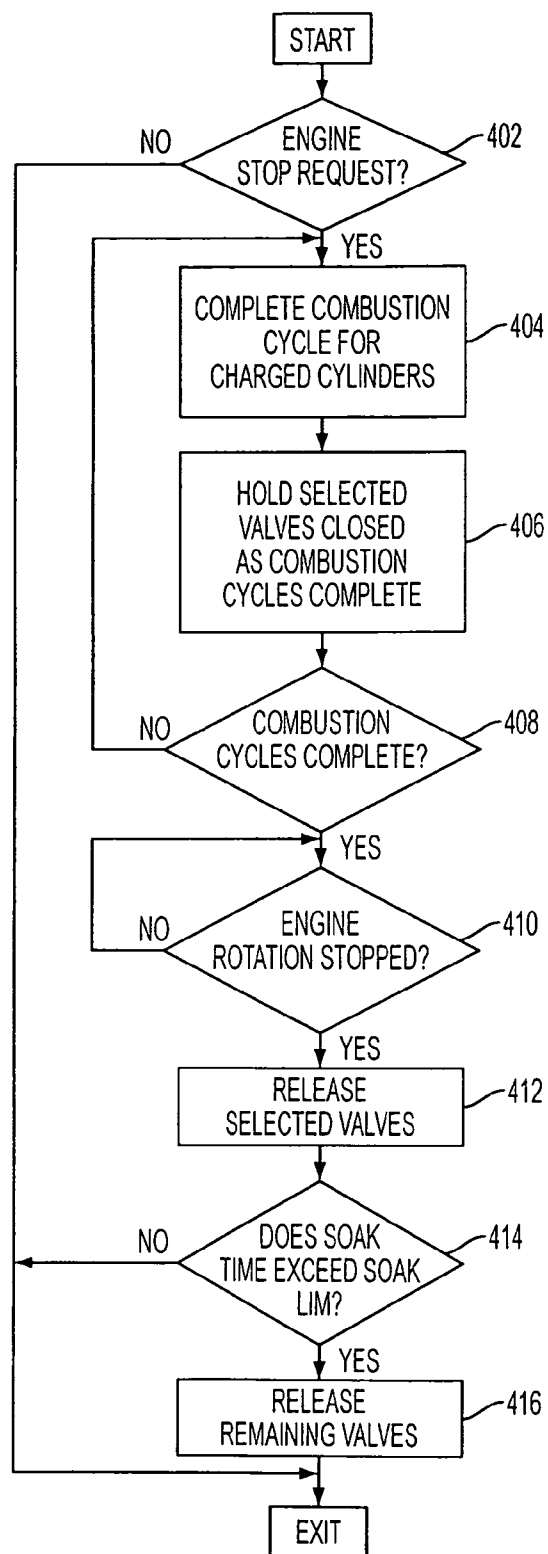 START
NO
ENGINE
STOP REQUEST?
402
YES
COMPLETE COMBUSTION
CYCLE FOR
CHARGED CYLINDERS
404
HOLD SELECTED
VALVES CLOSED
AS COMBUSTION
CYCLES COMPLETE
406
NO
COMBUSTION
CYCLES COMPLETE?
408
YES
NO
ENGINE
ROTATION STOPPED?
410
YES
RELEASE
SELECTED VALVES
412
NO
DOES SOAK
TIME EXCEED SOAK
LIM?
414
YES
RELEASE
REMAINING VALVES
416
EXIT